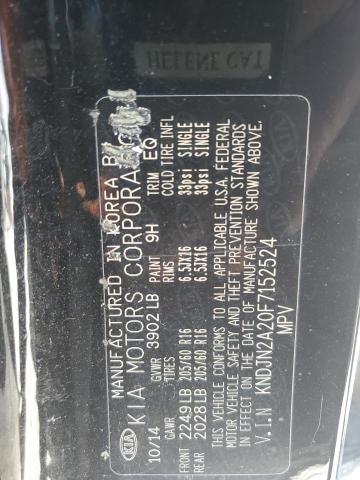 HELENE CAT
MANUFACTURED IN KOREA B
KIA MOTORS CORPORA
10/14 GVWR 3902 LB PAINT 9H TRIM EQ
GAWR TIRES RIMS COLD TIRE INFL
FRONT 2249 LB 205/60 R16 6.5JX16 33psi SINGLE
REAR 2028 LB 205/60 R16 6.5JX16 33psi SINGLE
THIS VEHICLE CONFORMS TO ALL APPLICABLE U.S.A. FEDERAL
MOTOR VEHICLE SAFETY AND THEFT PREVENTION STANDARDS
IN EFFECT ON THE DATE OF MANUFACTURE SHOWN ABOVE.
V.I.N KNDJN2A20F7152524
MPV
KIA